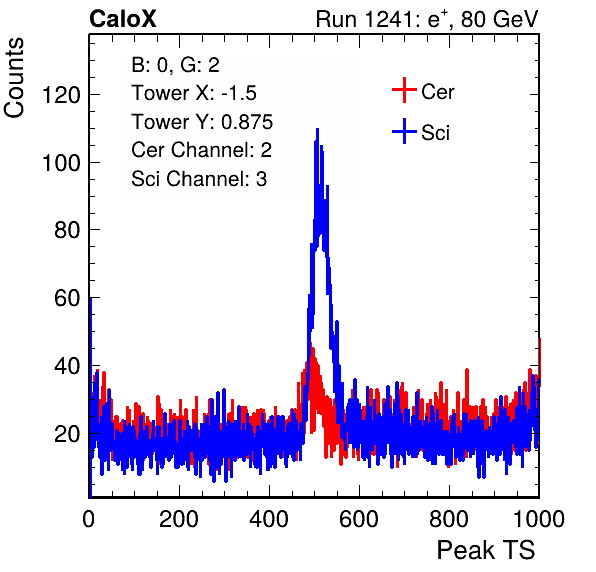 CaloX Run 1241: e⁺, 80 GeV
Counts
B: 0, G: 2
Tower X: -1.5
Tower Y: 0.875
Cer Channel: 2
Sci Channel: 3
Cer
Sci
120
100
80
60
40
20
0 200 400 600 800 1000
Peak TS